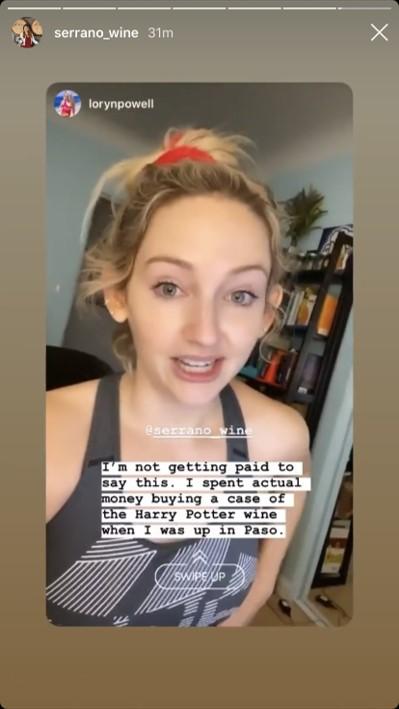 serrano_wine 31m
lorynpowell
@serrano_wine
I'm not getting paid to
say this. I spent actual
money buying a case of
the Harry Potter wine
when I was up in Paso.
SWIPE UP